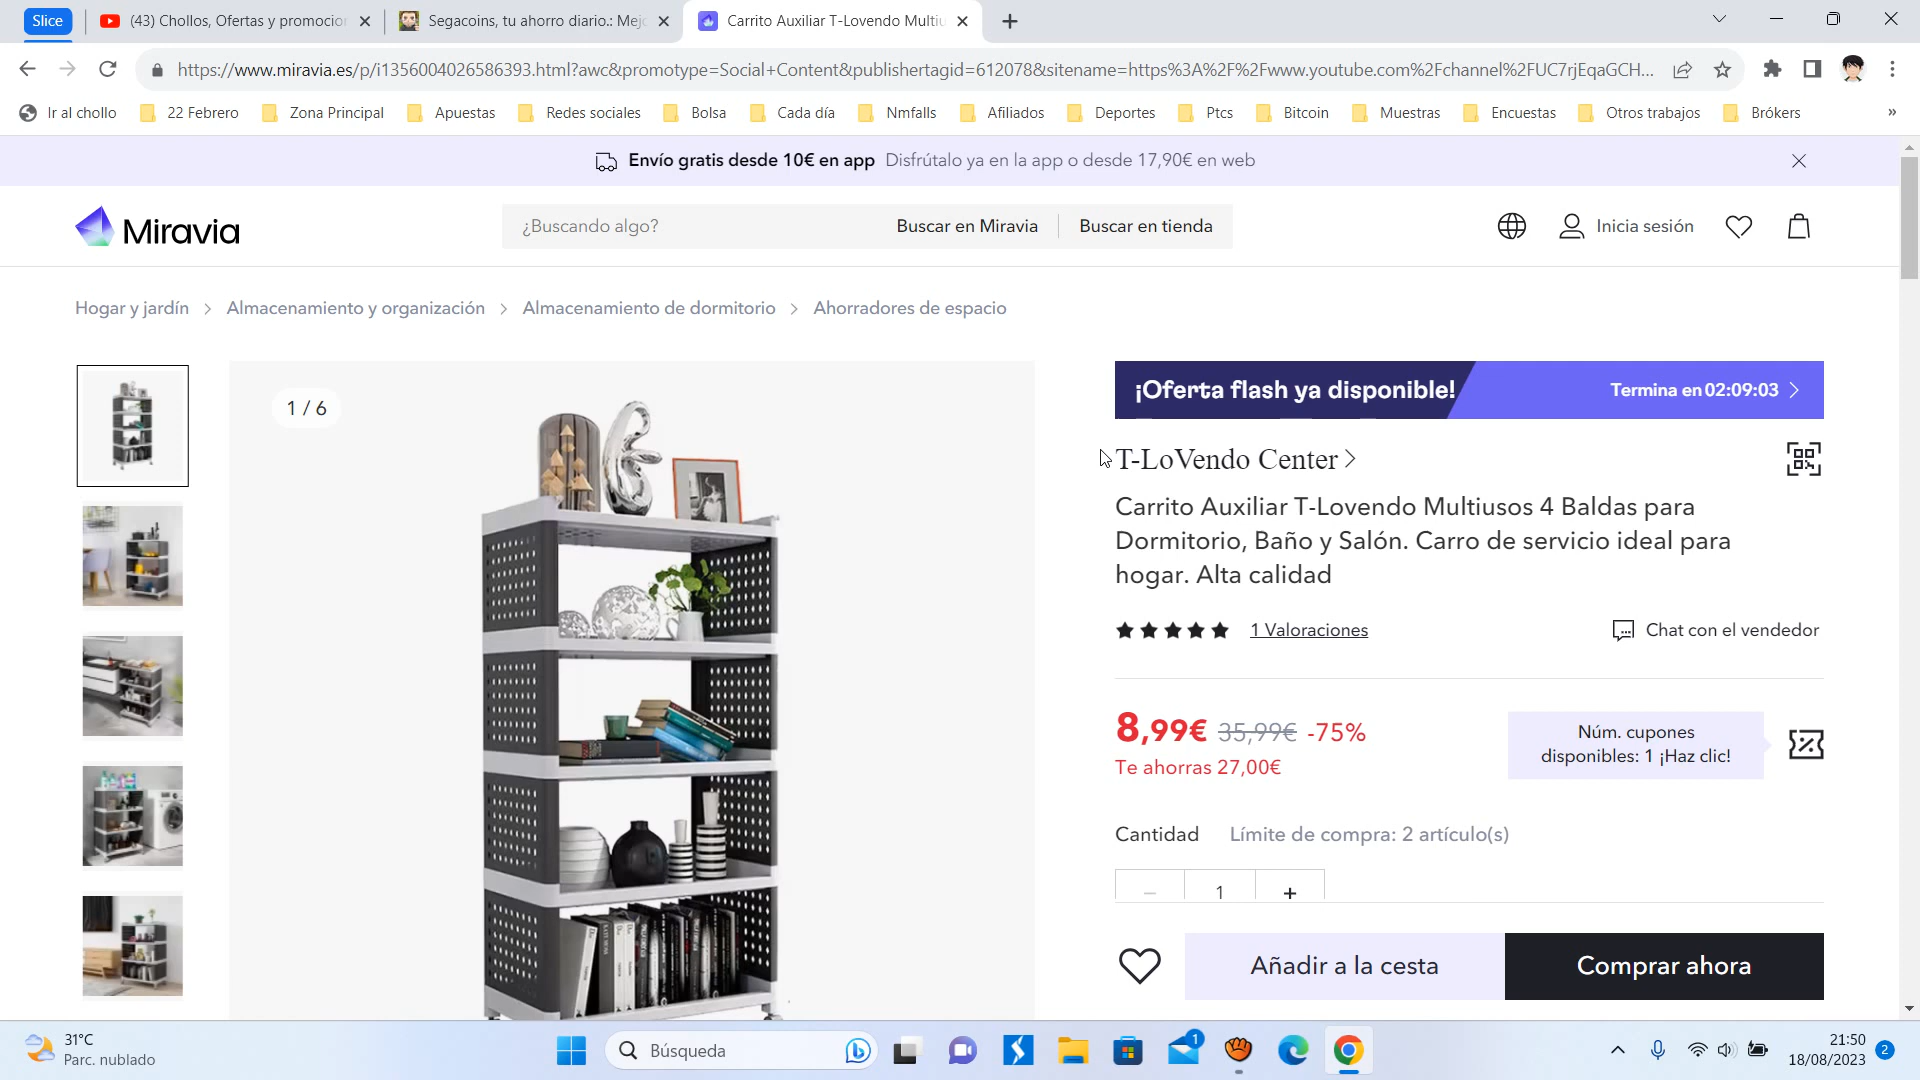 Slice
(43) Chollos, Ofertas y promocion
Segacoins, tu ahorro diario.: Mejo
Carrito Auxiliar T-Lovendo Multiu
https://www.miravia.es/p/i1356004026586393.html?awc&promotype=Social+Content&publishertagid=612078&sitename=https%3A%2F%2Fwww.youtube.com%2Fchannel%2FUC7rjEqaGCH...
Ir al chollo
22 Febrero
Zona Principal
Apuestas
Redes sociales
Bolsa
Cada día
Nmfalls
Afiliados
Deportes
Ptcs
Bitcoin
Muestras
Encuestas
Otros trabajos
Brókers
»
Envío gratis desde 10€ en app Disfrútalo ya en la app o desde 17,90€ en web
Miravia
¿Buscando algo?
Buscar en Miravia
Buscar en tienda
Inicia sesión
Hogar y jardín > Almacenamiento y organización > Almacenamiento de dormitorio > Ahorradores de espacio
1 / 6
¡Oferta flash ya disponible!
Termina en 02:09:03
T-LoVendo Center
Carrito Auxiliar T-Lovendo Multiusos 4 Baldas para
Dormitorio, Baño y Salón. Carro de servicio ideal para
hogar. Alta calidad
1 Valoraciones
Chat con el vendedor
8,99€ 35,99€ -75%
Te ahorras 27,00€
Núm. cupones
disponibles: 1 ¡Haz clic!
Cantidad
Límite de compra: 2 artículo(s)
− 1 +
Añadir a la cesta
Comprar ahora
31°C
Parc. nublado
Búsqueda
1
21:50
18/08/2023
2